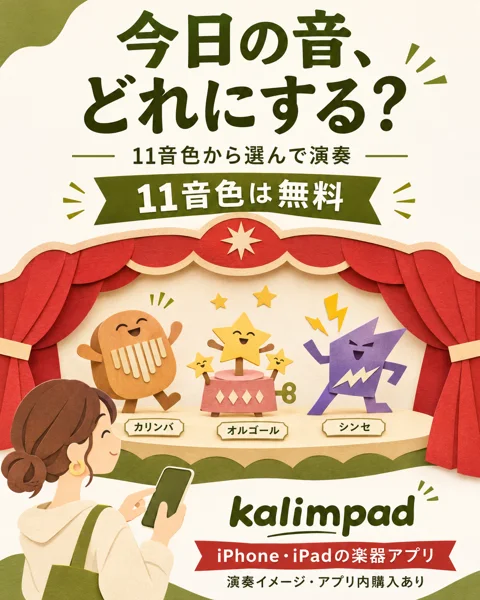 今日の音、
どれにする?
11音色から選んで演奏
11音色は無料
カリンバ
オルゴール
シンセ
kalimpad
iPhone・iPadの楽器アプリ
演奏イメージ・アプリ内購入あり